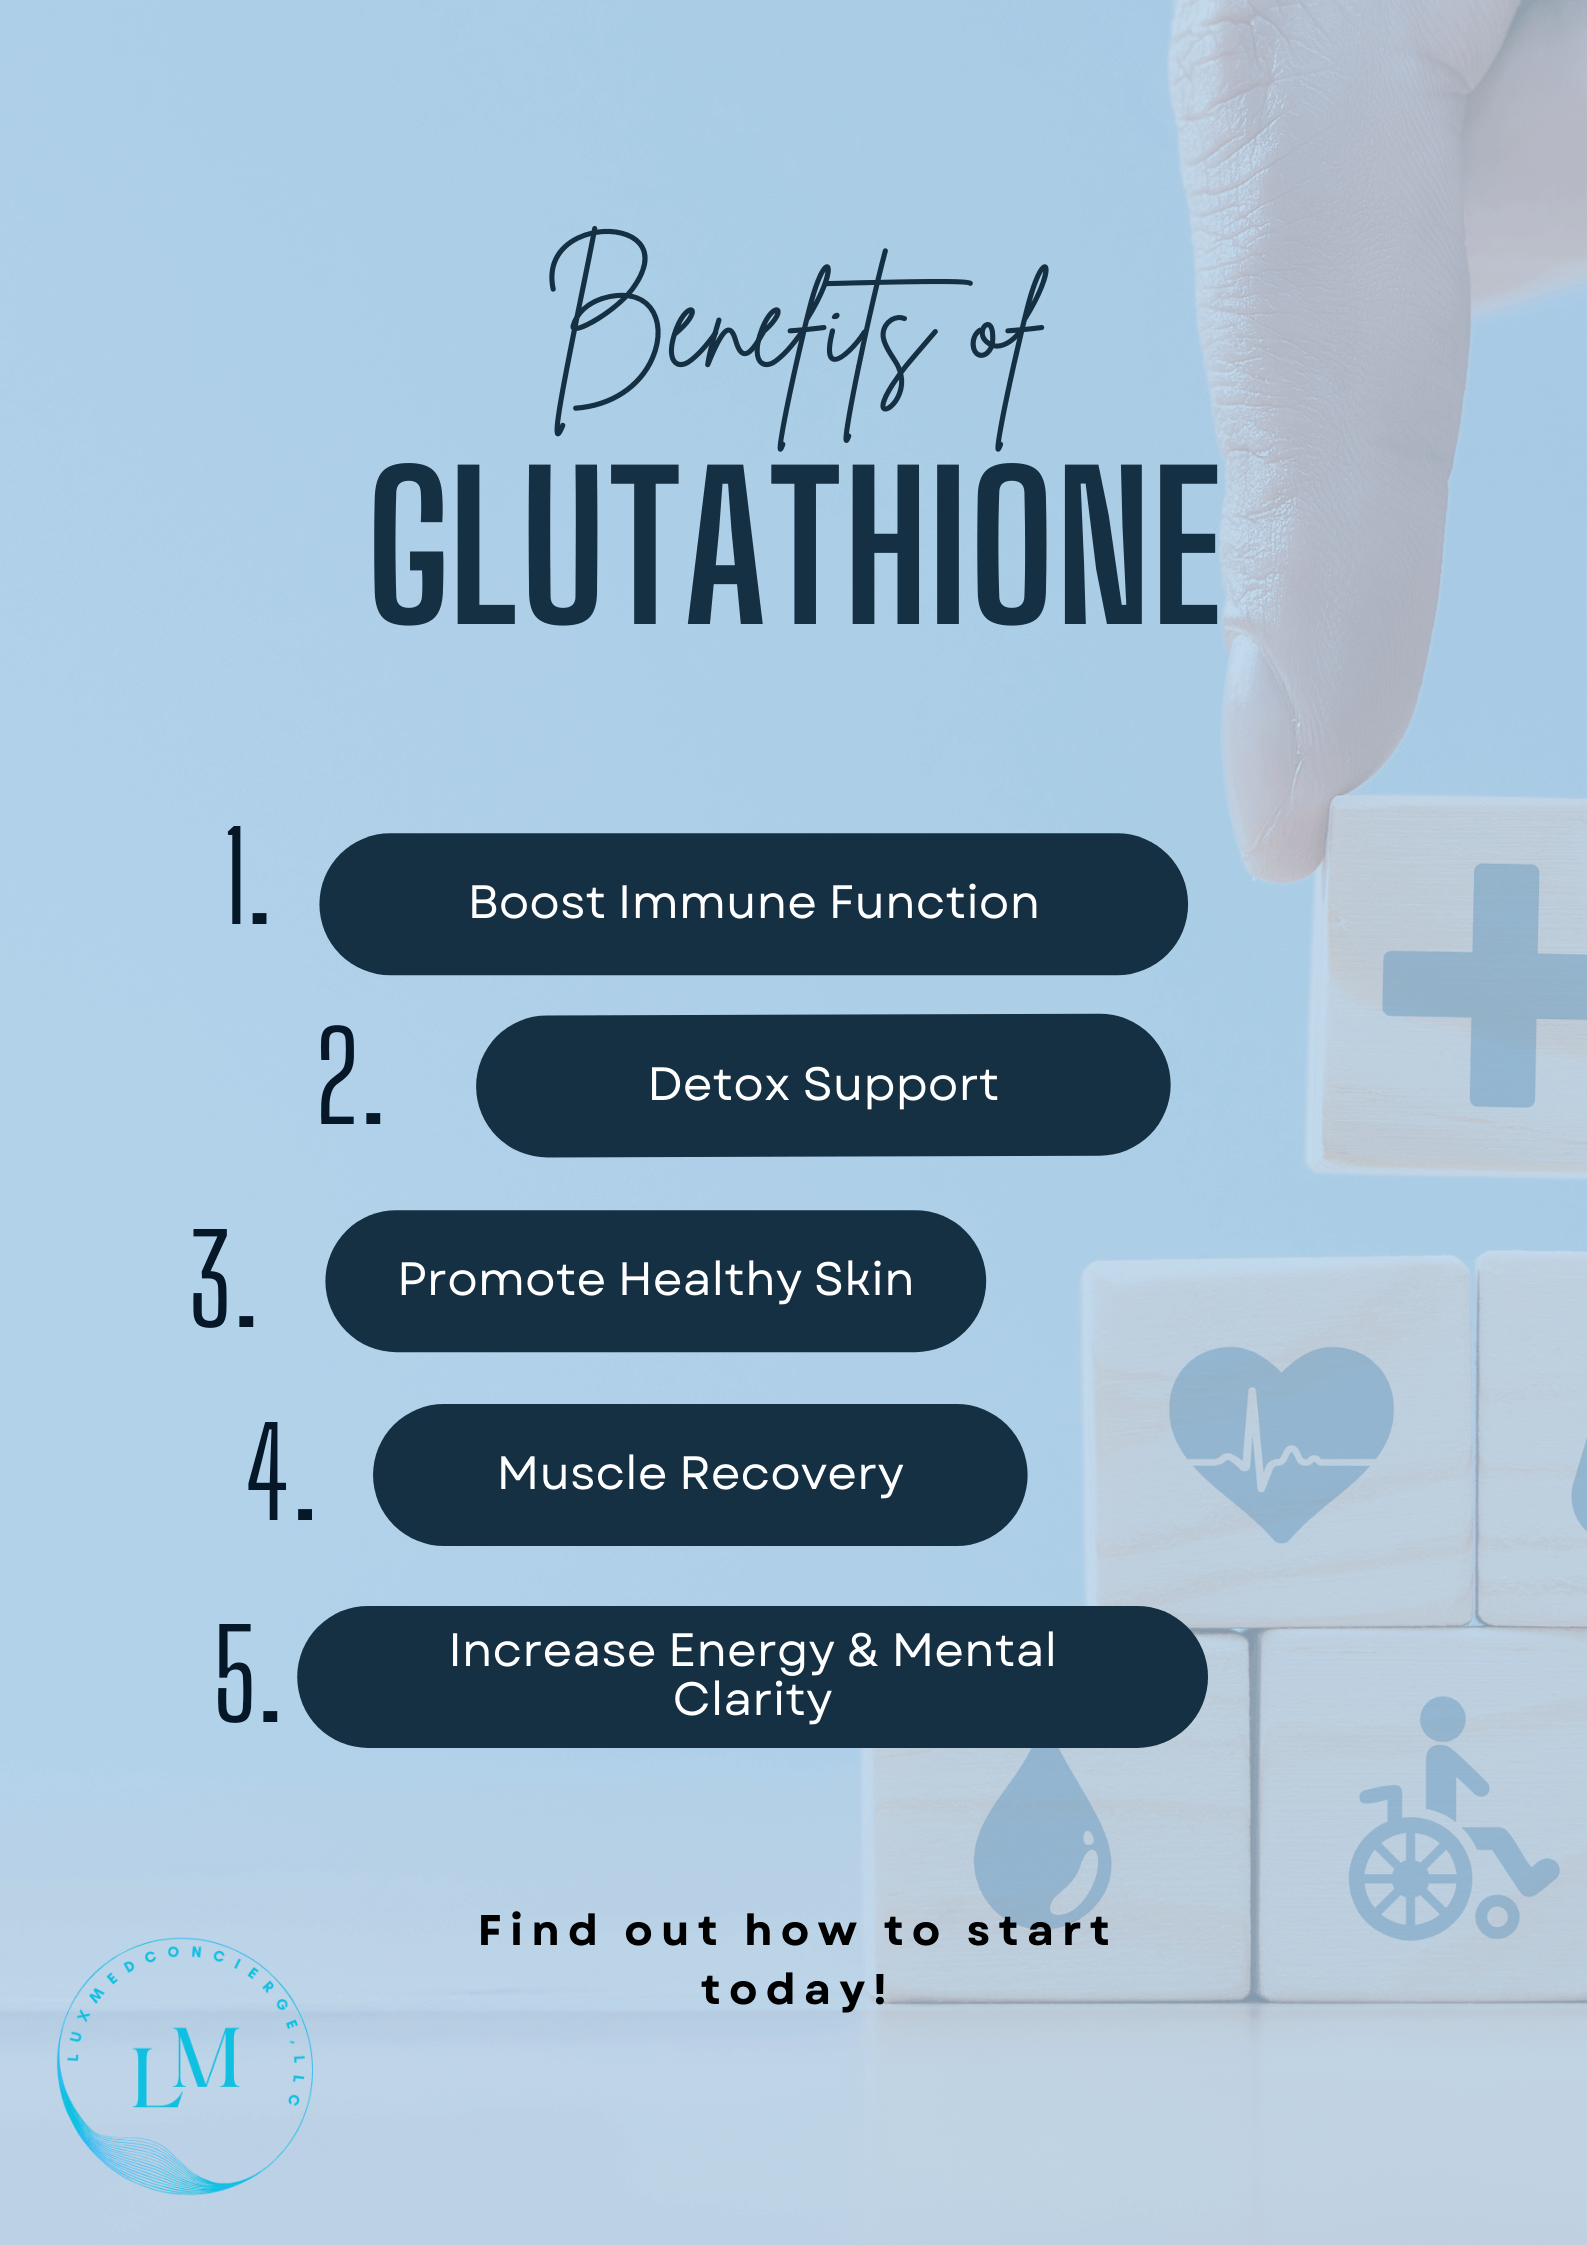 Benefits of
GLUTATHIONE
1. Boost Immune Function
2. Detox Support
3. Promote Healthy Skin
4. Muscle Recovery
5. Increase Energy & Mental
Clarity
Find out how to start
today!
LUXMEDCONCIERGE, LLC
LM